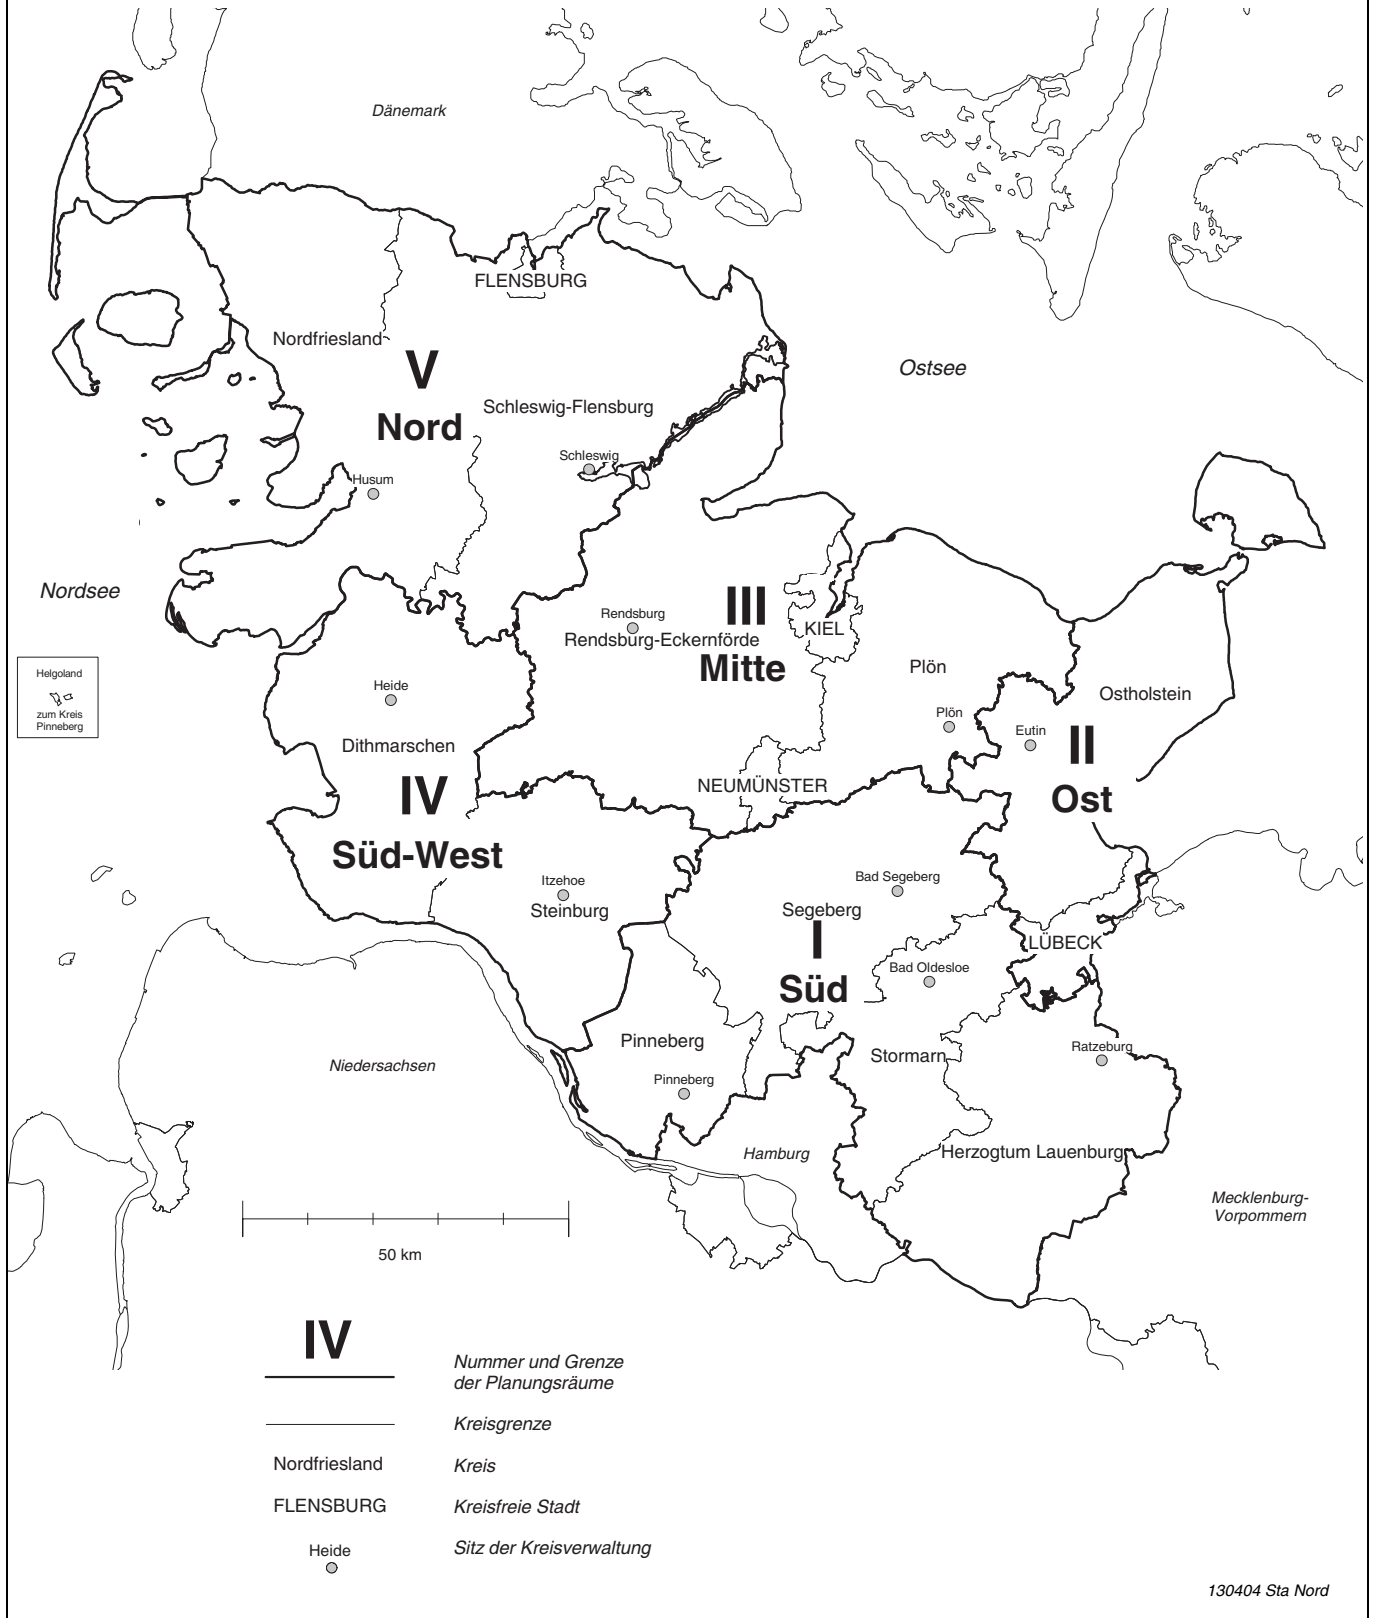 Dänemark
FLENSBURG
Nordfriesland
V
Nord
Ostsee
Schleswig-Flensburg
Schleswig
Husum
Nordsee
III
Rendsburg
KIEL
Rendsburg-Eckernförde
Mitte
Plön
Helgoland
zum Kreis
Pinneberg
Heide
Ostholstein
Plön
Eutin
II
Dithmarschen
NEUMÜNSTER
IV
Ost
Süd-West
Itzehoe
Steinburg
Bad Segeberg
Segeberg
I
LÜBECK
Bad Oldesloe
Süd
Pinneberg
Stormarn
Ratzeburg
Niedersachsen
Pinneberg
Hamburg
Herzogtum Lauenburg
Mecklenburg-
Vorpommern
50 km
IV
Nummer und Grenze
der Planungsräume
Kreisgrenze
Nordfriesland Kreis
FLENSBURG Kreisfreie Stadt
Heide Sitz der Kreisverwaltung
130404 Sta Nord